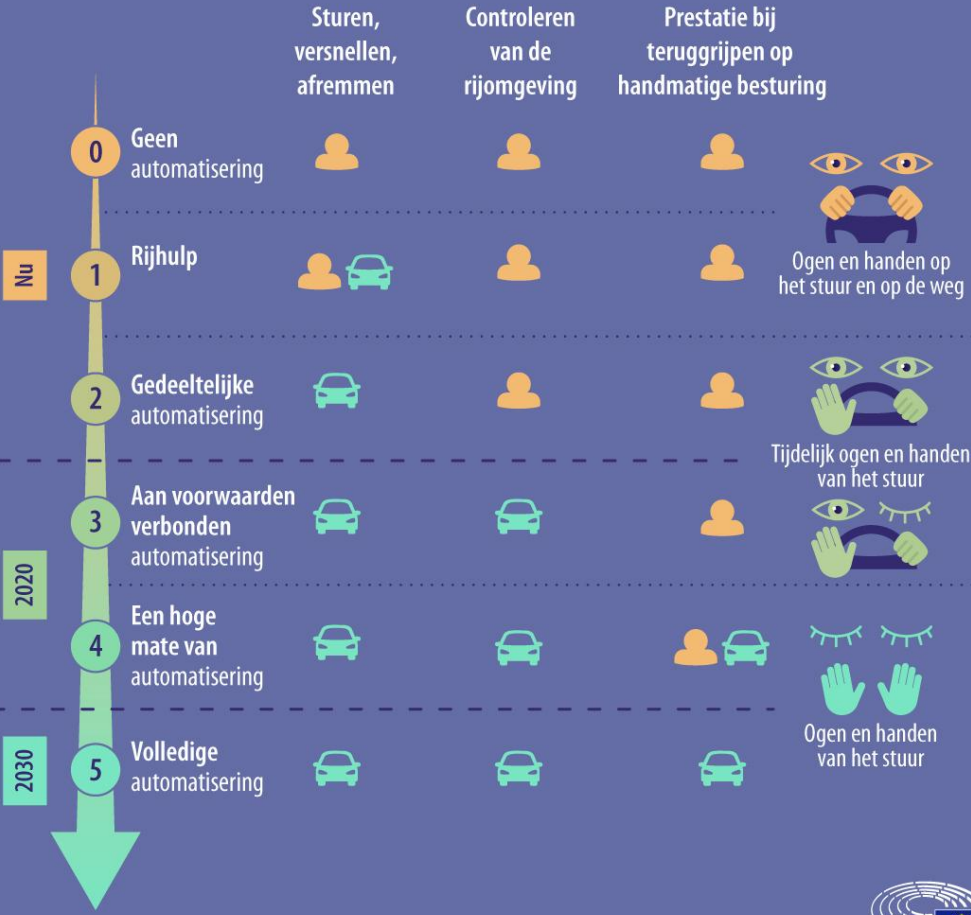 Sturen,
versnellen,
afremmen
Controleren
van de
rijomgeving
Prestatie bij
teruggrijpen op
handmatige besturing
0
Geen
automatisering
Ogen en handen op
het stuur en op de weg
Nu
1
Rijhulp
2
Gedeeltelijke
automatisering
Tijdelijk ogen en handen
van het stuur
3
Aan voorwaarden
verbonden
automatisering
2020
4
Een hoge
mate van
automatisering
Ogen en handen
van het stuur
2030
5
Volledige
automatisering